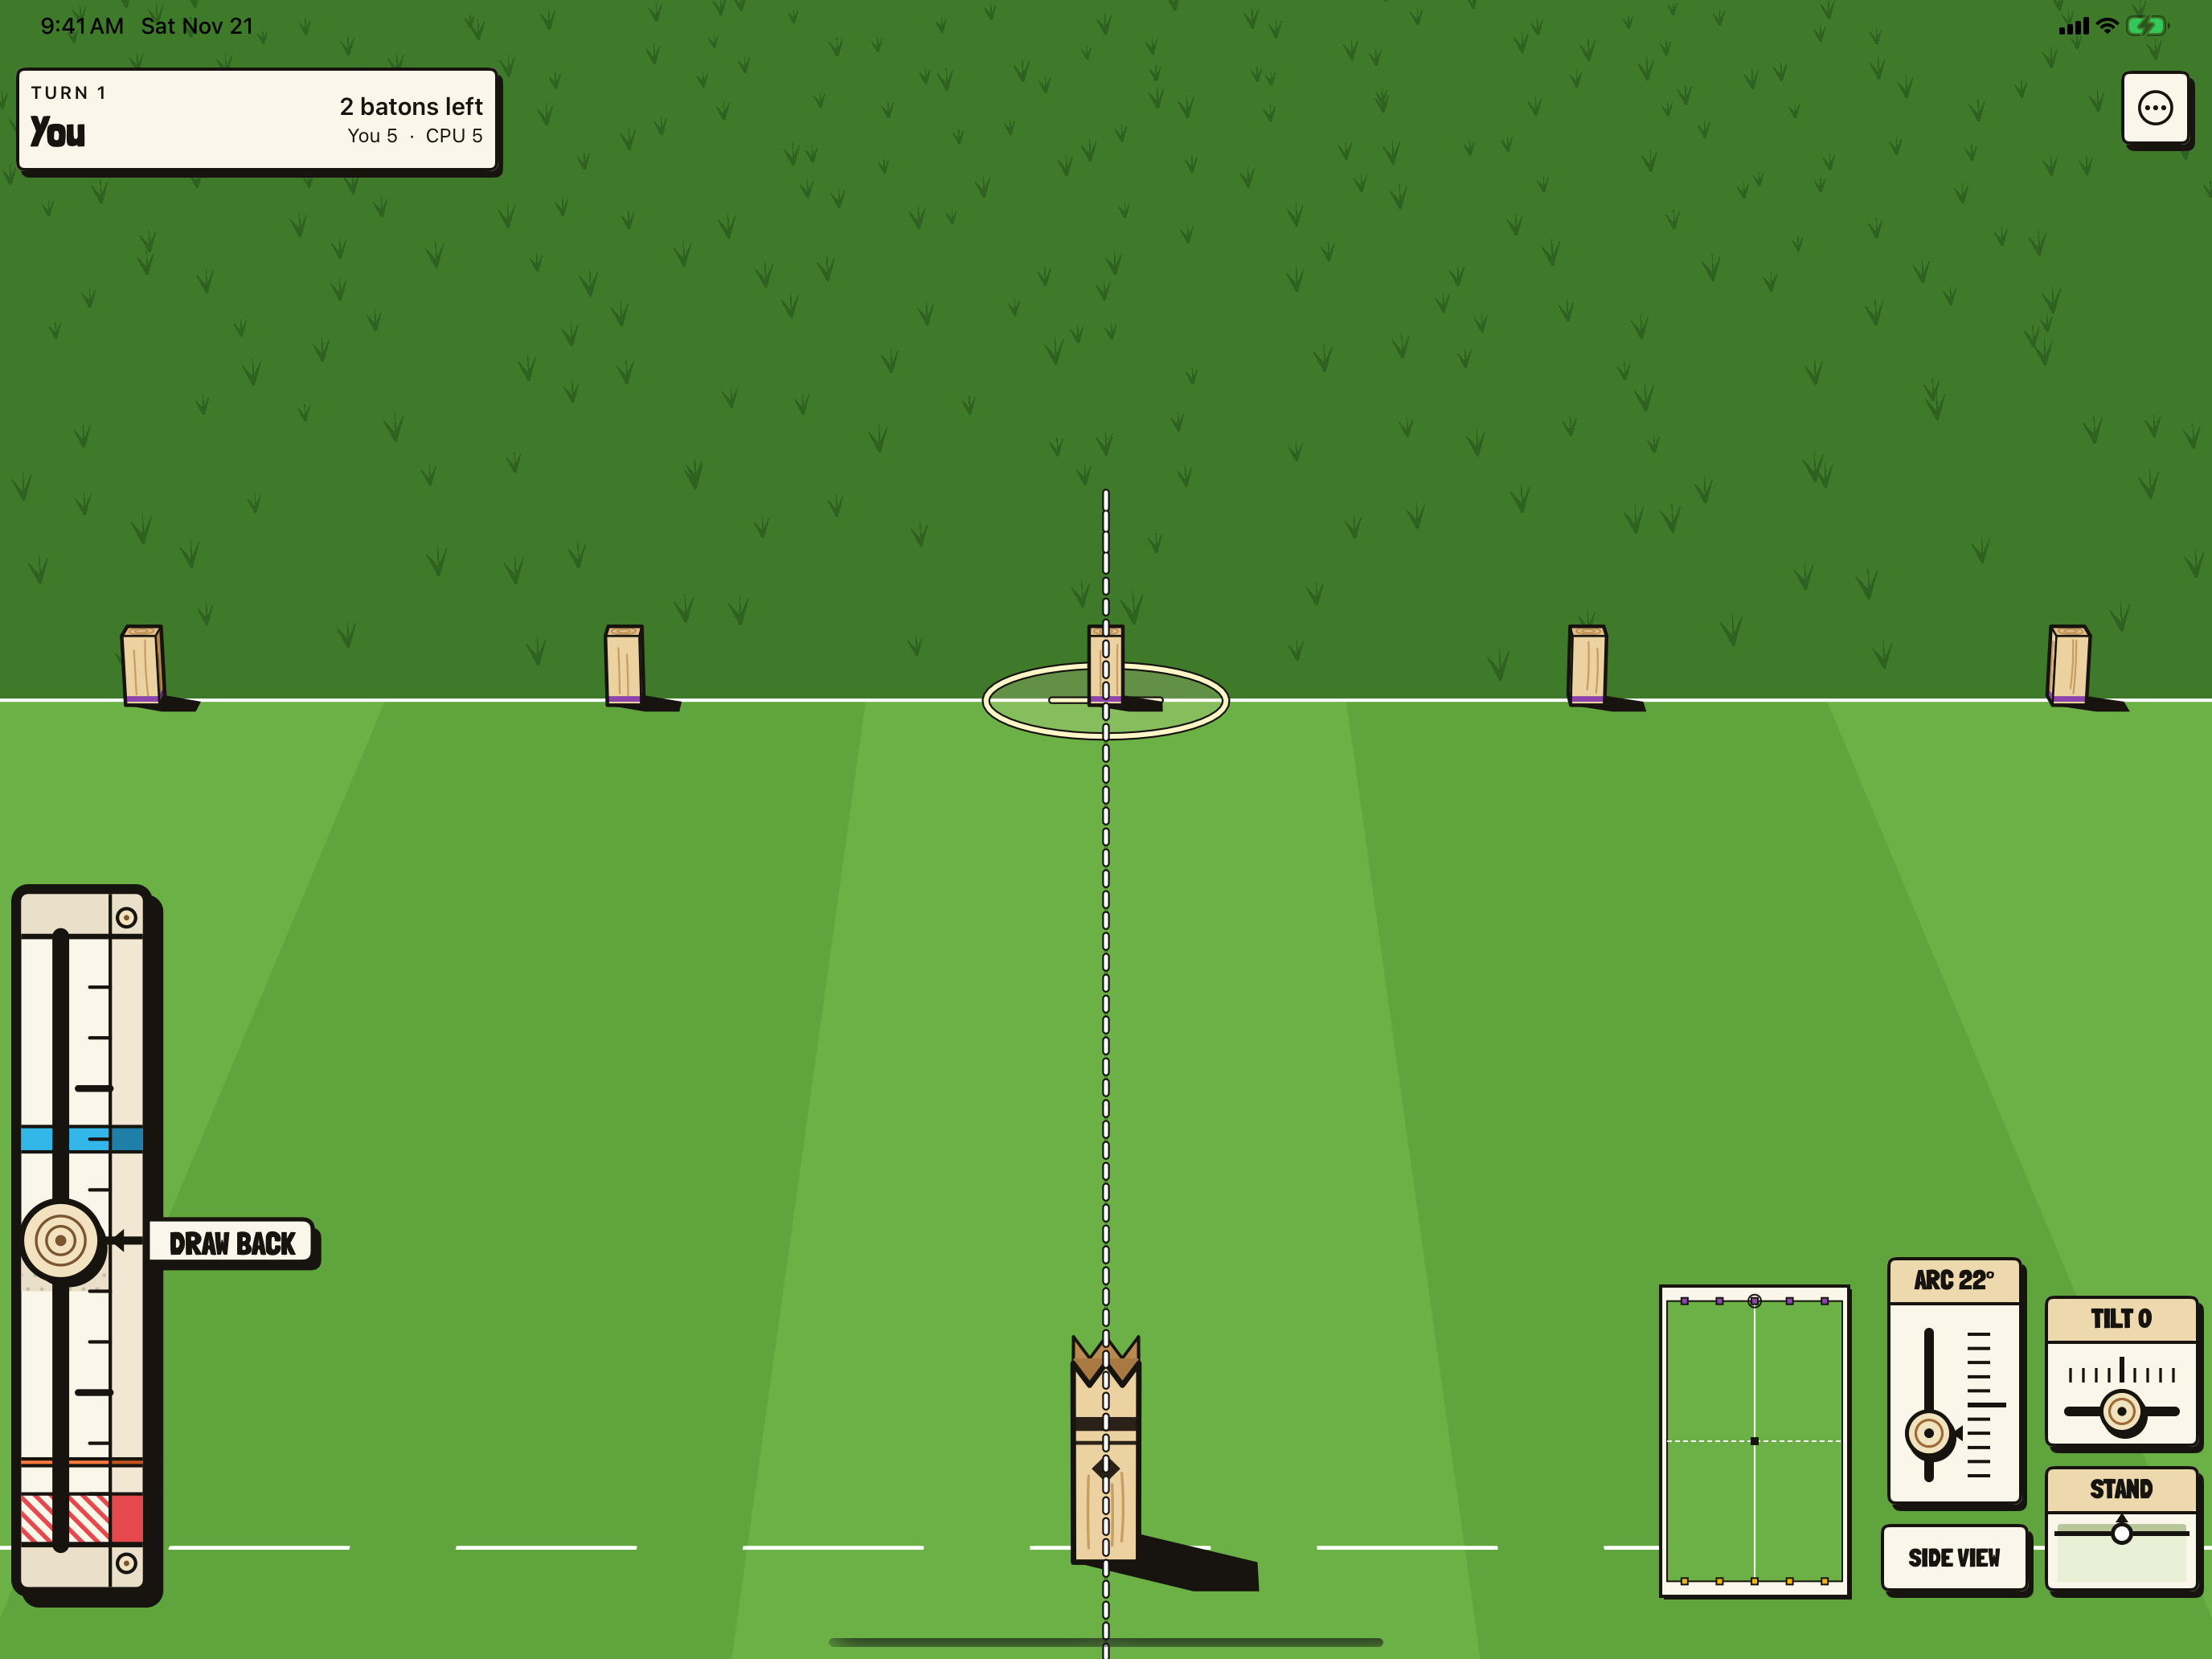 9:41 AM Sat Nov 21
TURN 1
You
2 batons left
You 5 · CPU 5
DRAW BACK
ARC 22°
TILT 0
STAND
SIDE VIEW